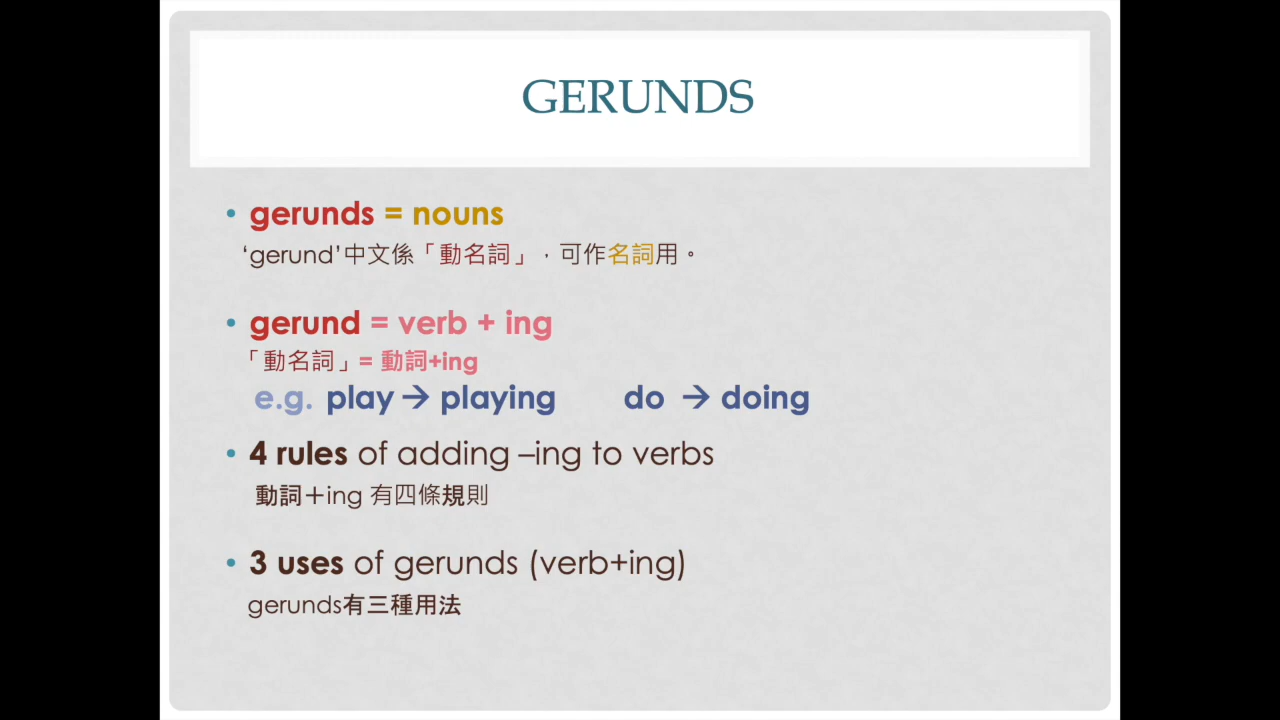 GERUNDS
• gerunds = nouns
‘gerund’中文係「動名詞」，可作名詞用。
• gerund = verb + ing
「動名詞」= 動詞+ing
e.g. play → playing do → doing
• 4 rules of adding –ing to verbs
動詞＋ing 有四條規則
• 3 uses of gerunds (verb+ing)
gerunds有三種用法